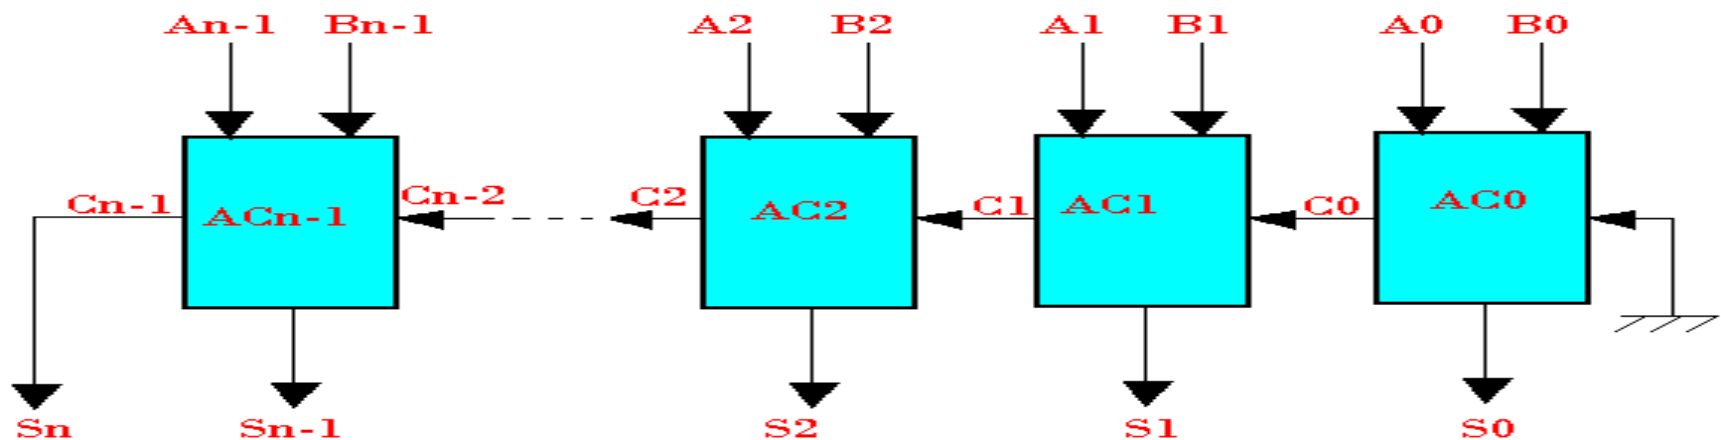 An-1 Bn-1 A2 B2 A1 B1 A0 B0
Cn-1 ACn-1 Cn-2 C2 AC2 C1 AC1 C0 AC0
Sn Sn-1 S2 S1 S0